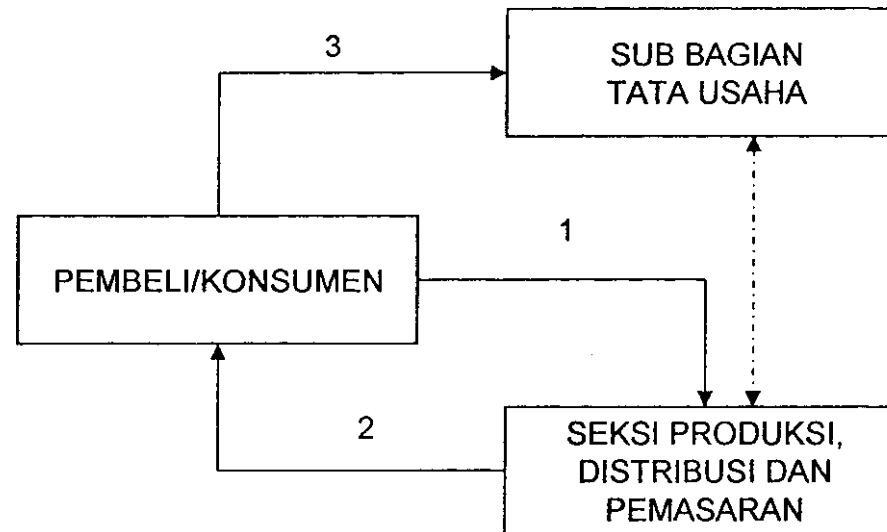 3
SUB BAGIAN
TATA USAHA
1
PEMBELI/KONSUMEN
2
SEKSI PRODUKSI,
DISTRIBUSI DAN
PEMASARAN